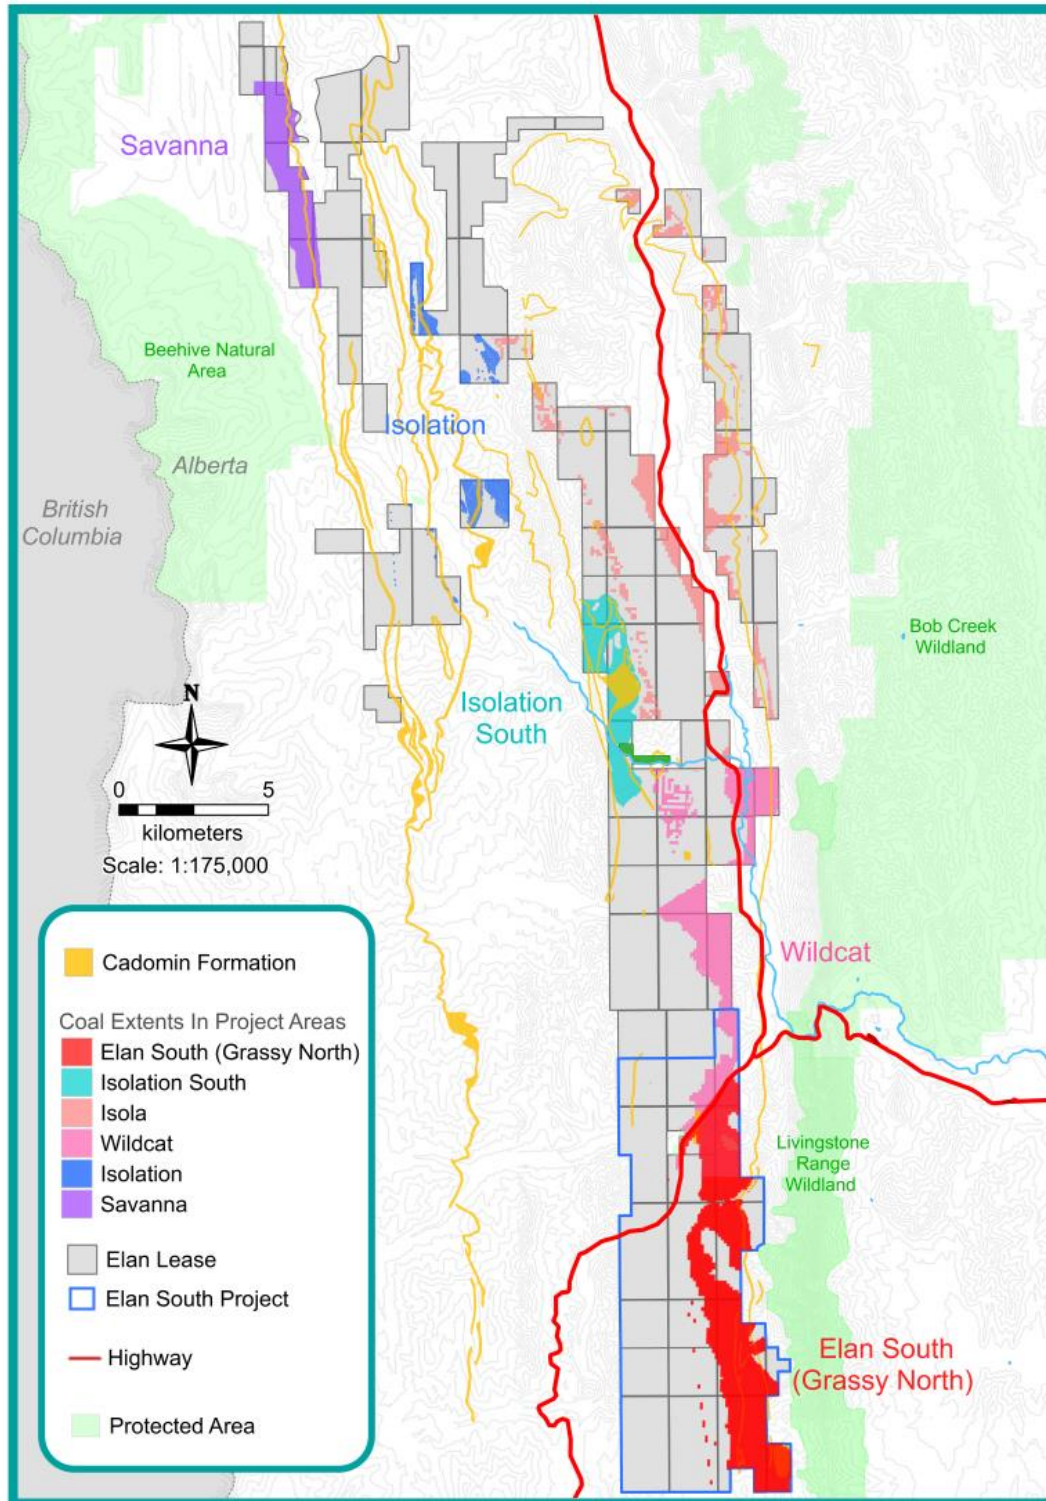 Savanna
Beehive Natural
Area
Isolation
Alberta
British
Columbia
Bob Creek
Wildland
Isolation
South
N
0 5
kilometers
Scale: 1:175,000
Wildcat
Livingstone
Range
Wildland
Elan South
(Grassy North)
Cadomin Formation
Coal Extents In Project Areas
Elan South (Grassy North)
Isolation South
Isola
Wildcat
Isolation
Savanna
Elan Lease
Elan South Project
Highway
Protected Area